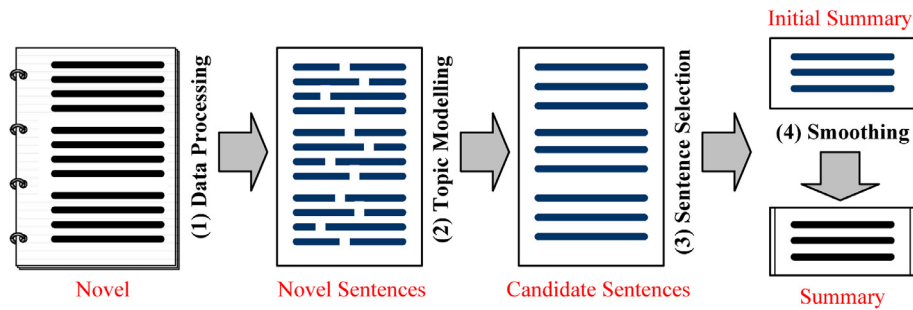 Initial Summary
(1) Data Processing
(2) Topic Modelling
(3) Sentence Selection
(4) Smoothing
Novel
Novel Sentences
Candidate Sentences
Summary